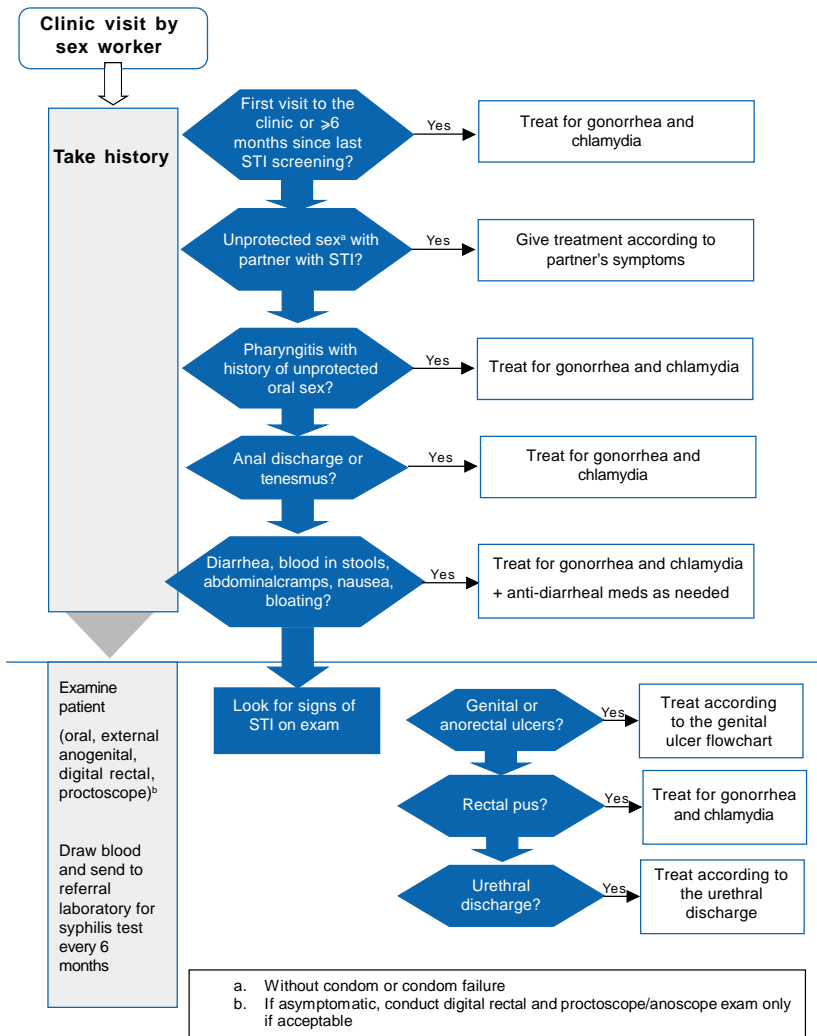 Clinic visit by
sex worker
Take history
First visit to the
clinic or ⩾6
months since last
STI screening?
Yes
Treat for gonorrhea and
chlamydia
Unprotected sexᵃ with
partner with STI?
Yes
Give treatment according to
partner's symptoms
Pharyngitis with
history of unprotected
oral sex?
Yes
Treat for gonorrhea and chlamydia
Anal discharge or
tenesmus?
Yes
Treat for gonorrhea and
chlamydia
Diarrhea, blood in stools,
abdominalcramps, nausea,
bloating?
Yes
Treat for gonorrhea and chlamydia
+ anti-diarrheal meds as needed
Examine
patient
(oral, external
anogenital,
digital rectal,
proctoscope)ᵇ
Draw blood
and send to
referral
laboratory for
syphilis test
every 6
months
Look for signs of
STI on exam
Genital or
anorectal ulcers?
Yes
Treat according
to the genital
ulcer flowchart
Rectal pus?
Yes
Treat for gonorrhea
and chlamydia
Urethral
discharge?
Yes
Treat according to
the urethral
discharge
a. Without condom or condom failure
b. If asymptomatic, conduct digital rectal and proctoscope/anoscope exam only
if acceptable